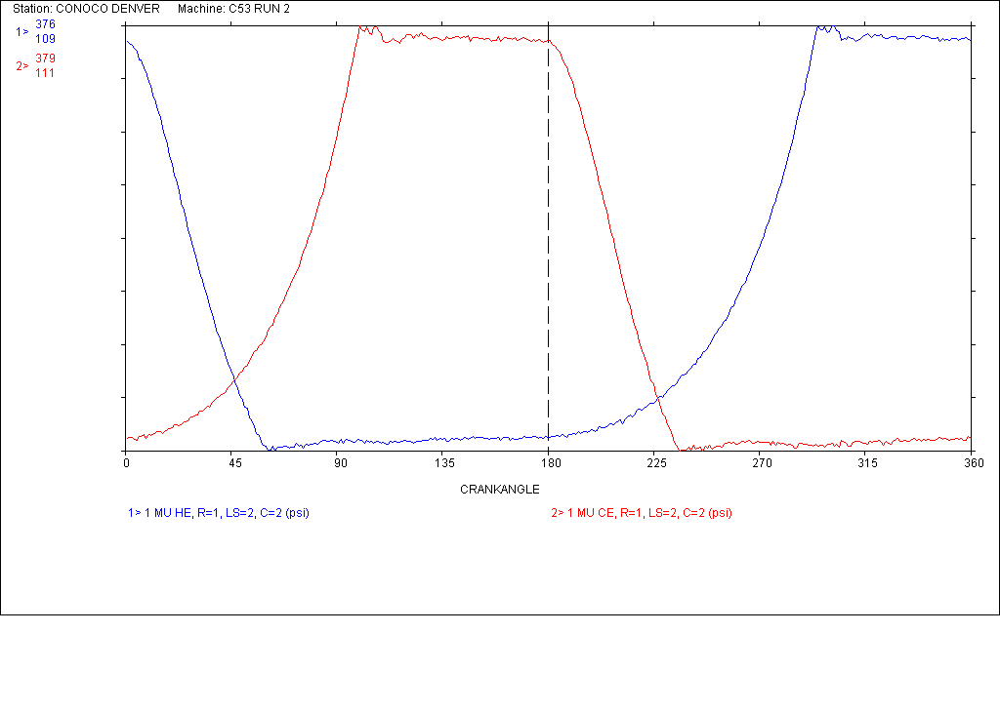 Station: CONOCO DENVER Machine: C53 RUN 2
376
1>
109
379
2>
111
0 45 90 135 180 225 270 315 360
CRANKANGLE
1> 1 MU HE, R=1, LS=2, C=2 (psi) 2> 1 MU CE, R=1, LS=2, C=2 (psi)